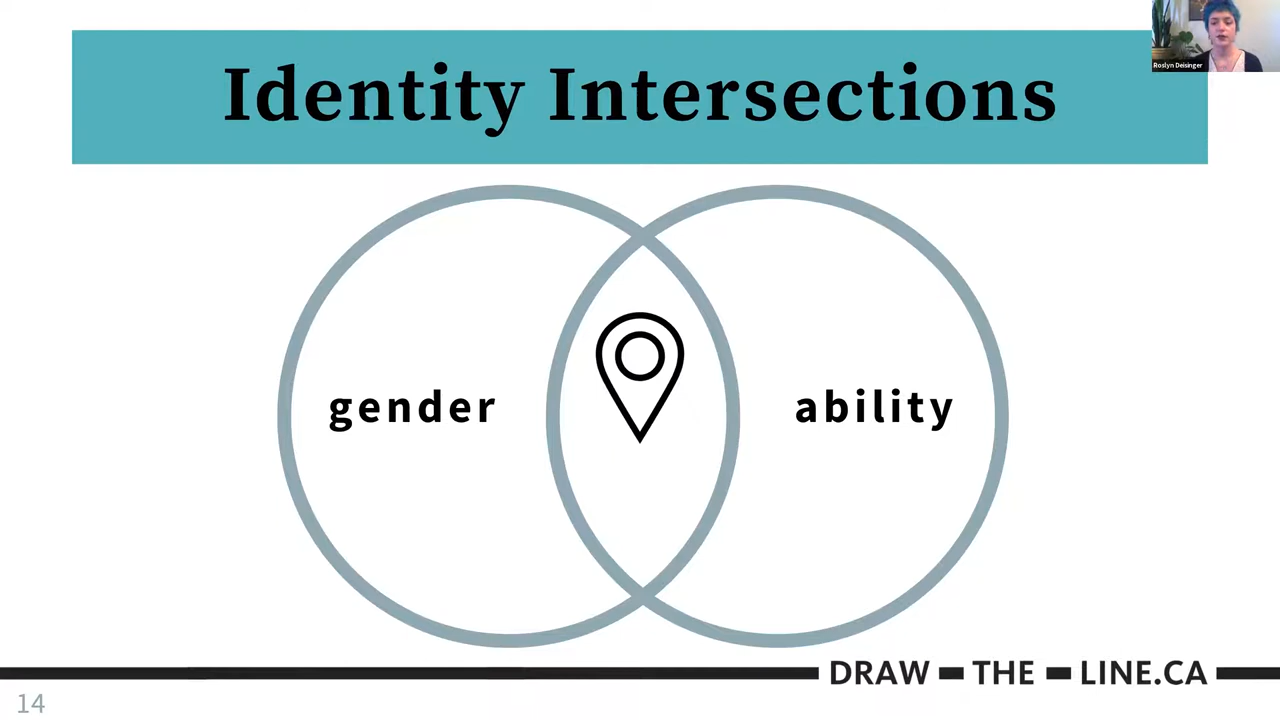 Identity Intersections
Roslyn Deisinger
gender
ability
DRAW THE LINE.CA
14